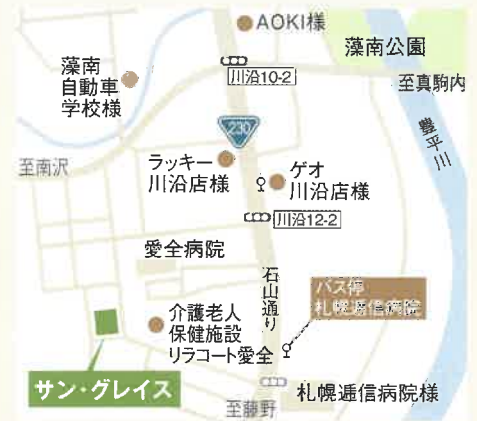 AOKI様
藻南公園
川沿10-2
藻南
自動車
学校様
至真駒内
230
豊平川
至南沢
ラッキー
川沿店様
ゲオ
川沿店様
川沿12-2
愛全病院
石山通り
バス停
札幌逓信病院
介護老人
保健施設
リラコート愛全
サン・グレイス
札幌逓信病院様
至藤野